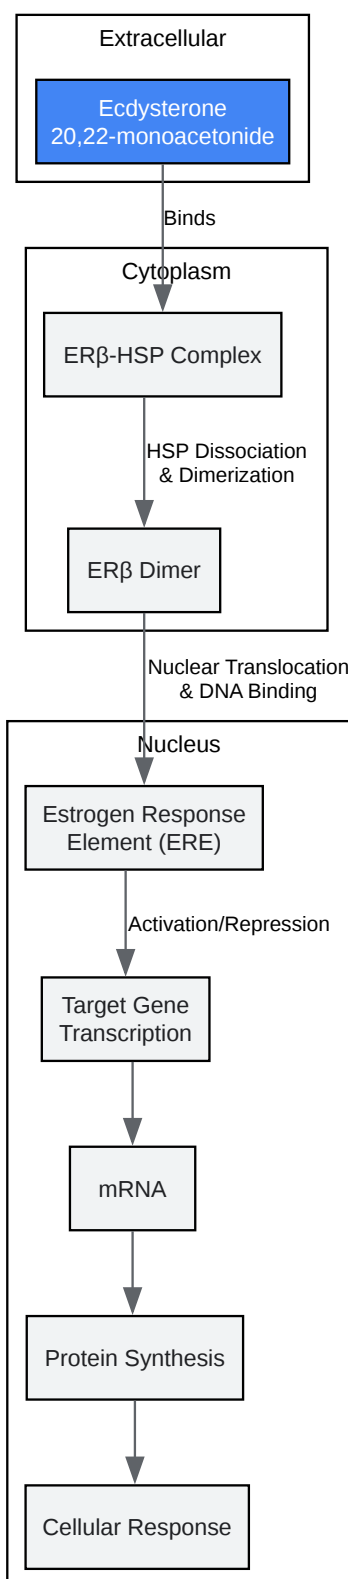 Extracellular
Ecdysterone
20,22-monoacetonide
Binds
Cytoplasm
ERβ-HSP Complex
HSP Dissociation
& Dimerization
ERβ Dimer
Nuclear Translocation
& DNA Binding
Nucleus
Estrogen Response
Element (ERE)
Activation/Repression
Target Gene
Transcription
mRNA
Protein Synthesis
Cellular Response